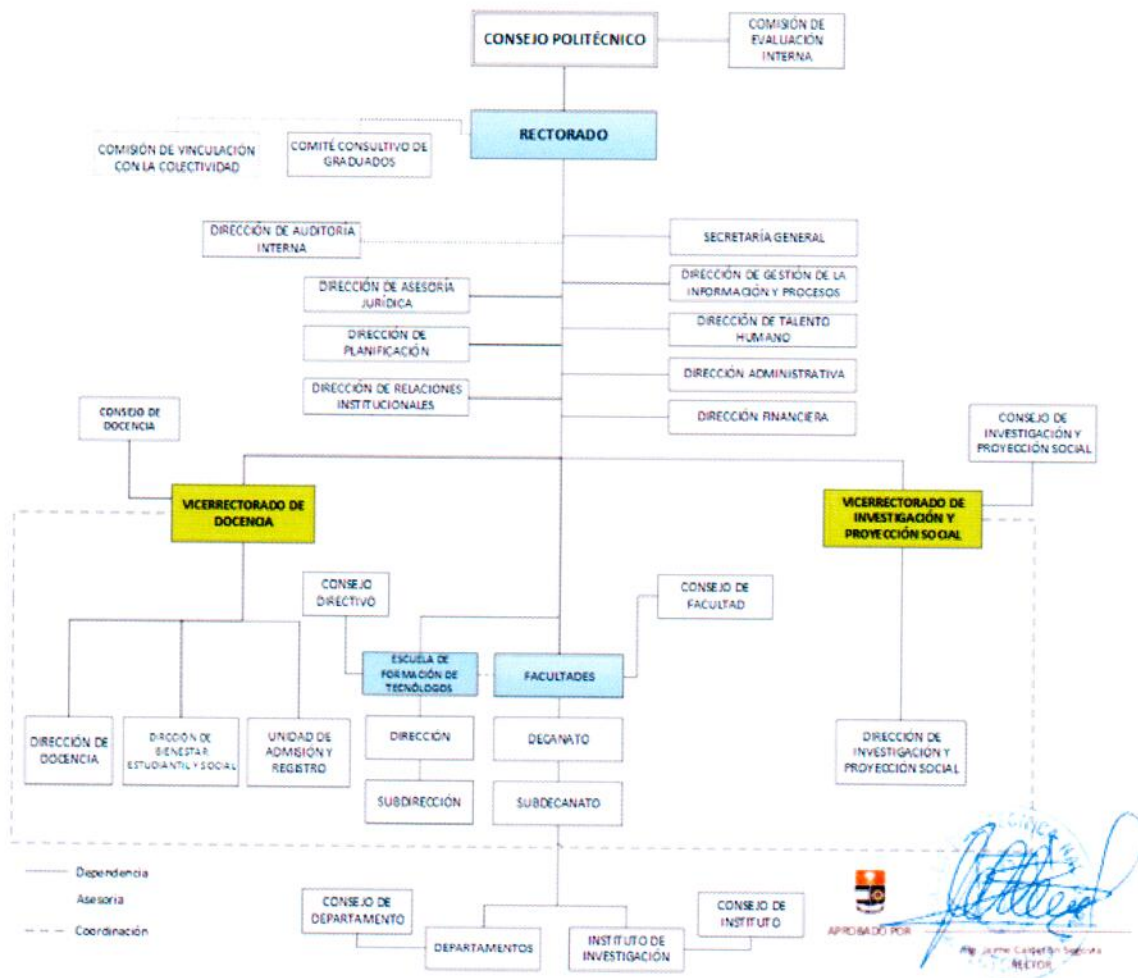 CONSEJO POLITÉCNICO
COMISIÓN DE
EVALUACIÓN
INTERNA
RECTORADO
COMISIÓN DE VINCULACIÓN
CON LA COLECTIVIDAD
COMITÉ CONSULTIVO DE
GRADUADOS
DIRECCIÓN DE AUDITORÍA
INTERNA
SECRETARÍA GENERAL
DIRECCIÓN DE ASESORÍA
JURÍDICA
DIRECCIÓN DE GESTIÓN DE LA
INFORMACIÓN Y PROCESOS
DIRECCIÓN DE
PLANIFICACIÓN
DIRECCIÓN DE TALENTO
HUMANO
DIRECCIÓN DE RELACIONES
INSTITUCIONALES
DIRECCIÓN ADMINISTRATIVA
DIRECCIÓN FINANCIERA
CONSEJO DE
DOCENCIA
CONSEJO DE
INVESTIGACIÓN Y
PROYECCIÓN SOCIAL
VICERRECTORADO DE
DOCENCIA
VICERRECTORADO DE
INVESTIGACIÓN Y
PROYECCIÓN SOCIAL
CONSEJO
DIRECTIVO
CONSEJO DE
FACULTAD
ESCUELA DE
FORMACIÓN DE
TECNÓLOGOS
FACULTADES
DIRECCIÓN DE
DOCENCIA
DIRCCIÓN DE
BIENESTAR
ESTUDIANTIL Y SOCIAL
UNIDAD DE
ADMISIÓN Y
REGISTRO
DIRECCIÓN
DECANATO
DIRECCIÓN DE
INVESTIGACIÓN Y
PROYECCIÓN SOCIAL
SUBDIRECCIÓN
SUBDECANATO
Dependencia
Asesoría
Coordinación
CONSEJO DE
DEPARTAMENTO
DEPARTAMENTOS
INSTITUTO DE
INVESTIGACIÓN
CONSEJO DE
INSTITUTO
APROBADO POR
Ing. Jaime Calderón
RECTOR